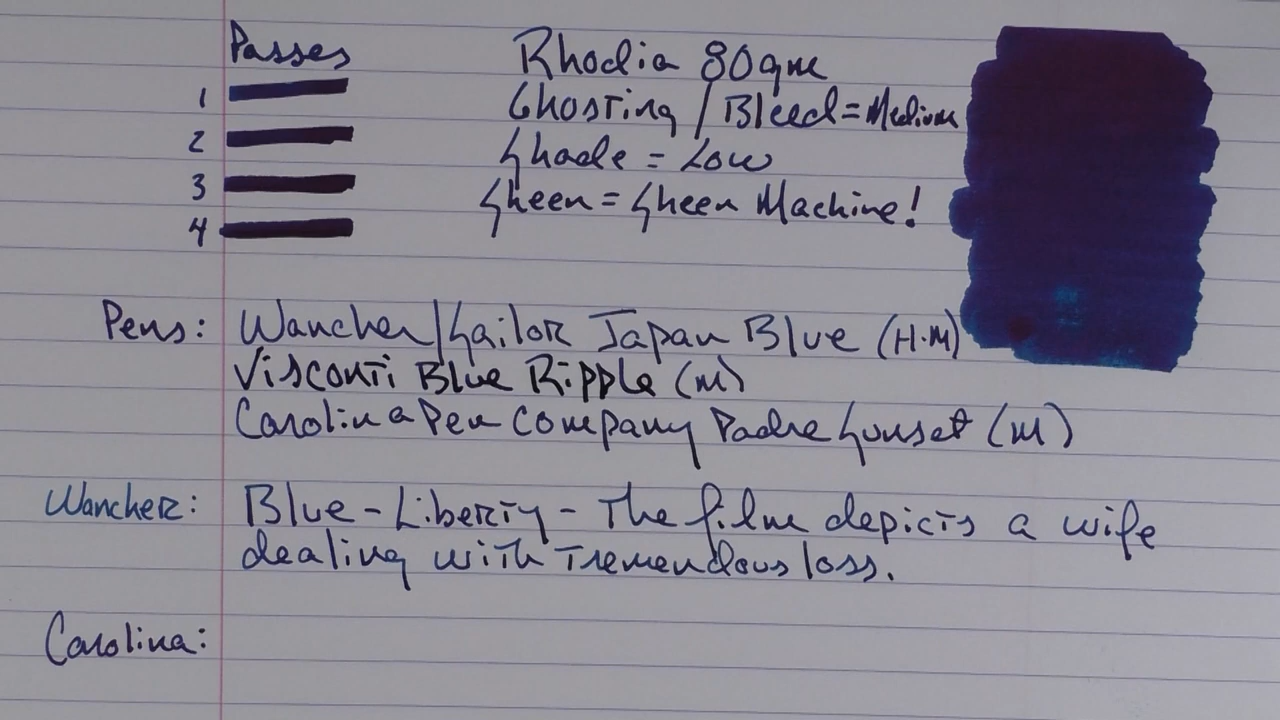 Passes
1
2
3
4
Rhodia 80gm
Ghosting / Bleed = Medium
Shade = Low
Sheen = Sheen Machine!
Pens: Wancher/Sailor Japan Blue (H.M)
Visconti Blue Ripple (M)
Carolina Pen Company Padre Sunset (M)
Wancher: Blue - Liberty - The film depicts a wife
dealing with tremendous loss.
Carolina: